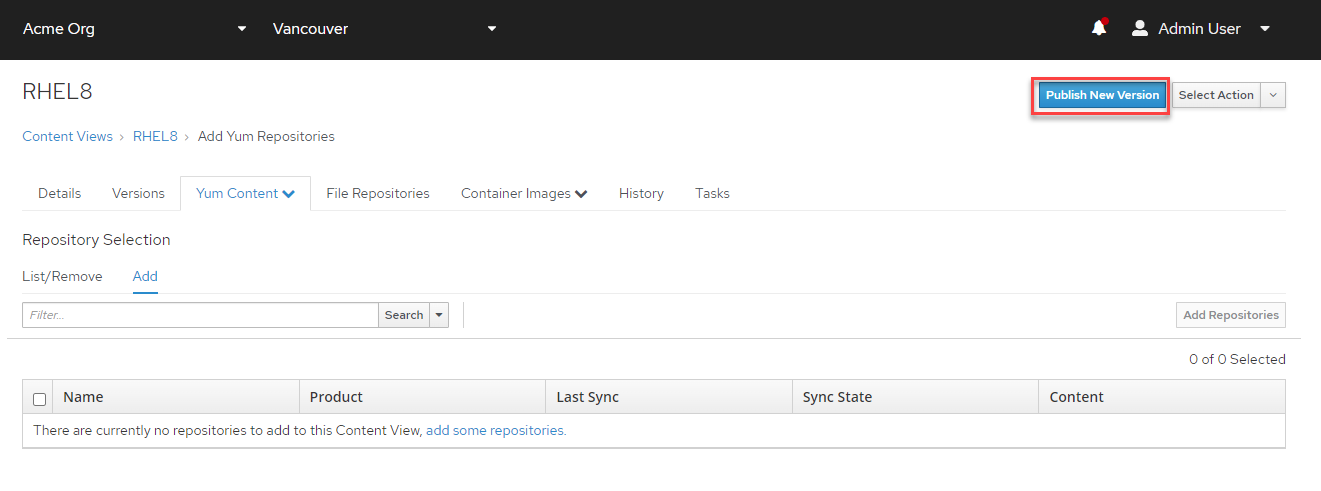 Acme Org Vancouver Admin User
RHEL8 Publish New Version Select Action
Content Views › RHEL8 › Add Yum Repositories
Details Versions Yum Content File Repositories Container Images History Tasks
Repository Selection
List/Remove Add
Filter... Search Add Repositories
0 of 0 Selected
Name Product Last Sync Sync State Content
There are currently no repositories to add to this Content View, add some repositories.